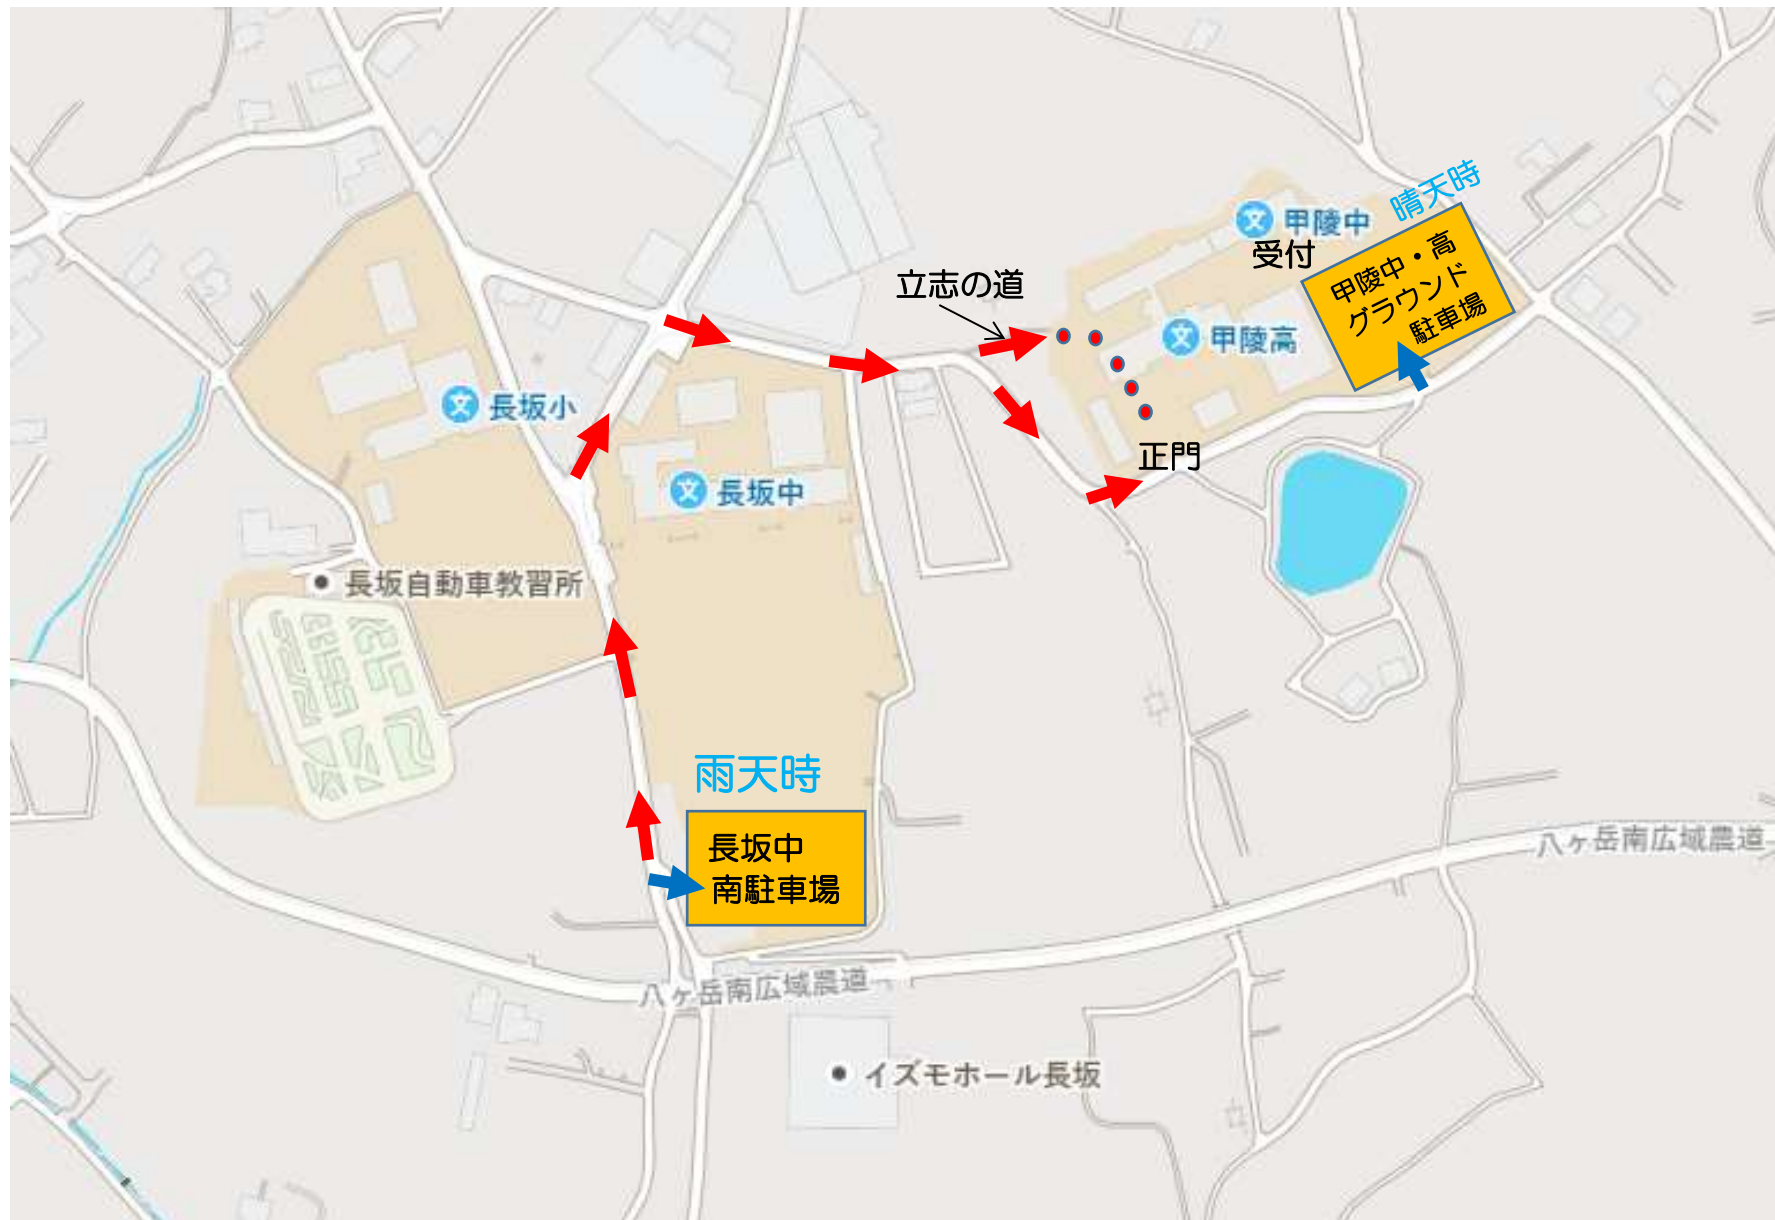 晴天時
甲陵中
受付
甲陵中・高
グラウンド
駐車場
立志の道
甲陵高
長坂小
正門
長坂中
長坂自動車教習所
雨天時
長坂中
南駐車場
八ヶ岳南広域農道
八ヶ岳南広域農道
イズモホール長坂